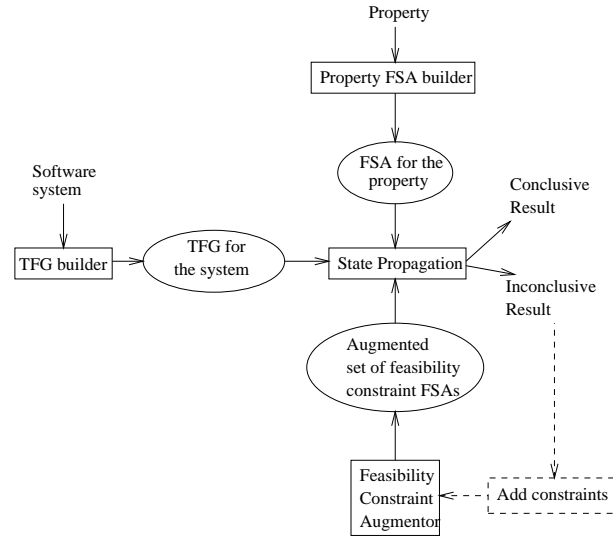 Property
Property FSA builder
FSA for the
property
Software
system
TFG builder
TFG for
the system
State Propagation
Conclusive
Result
Inconclusive
Result
Augmented
set of feasibility
constraint FSAs
Feasibility
Constraint
Augmentor
Add constraints